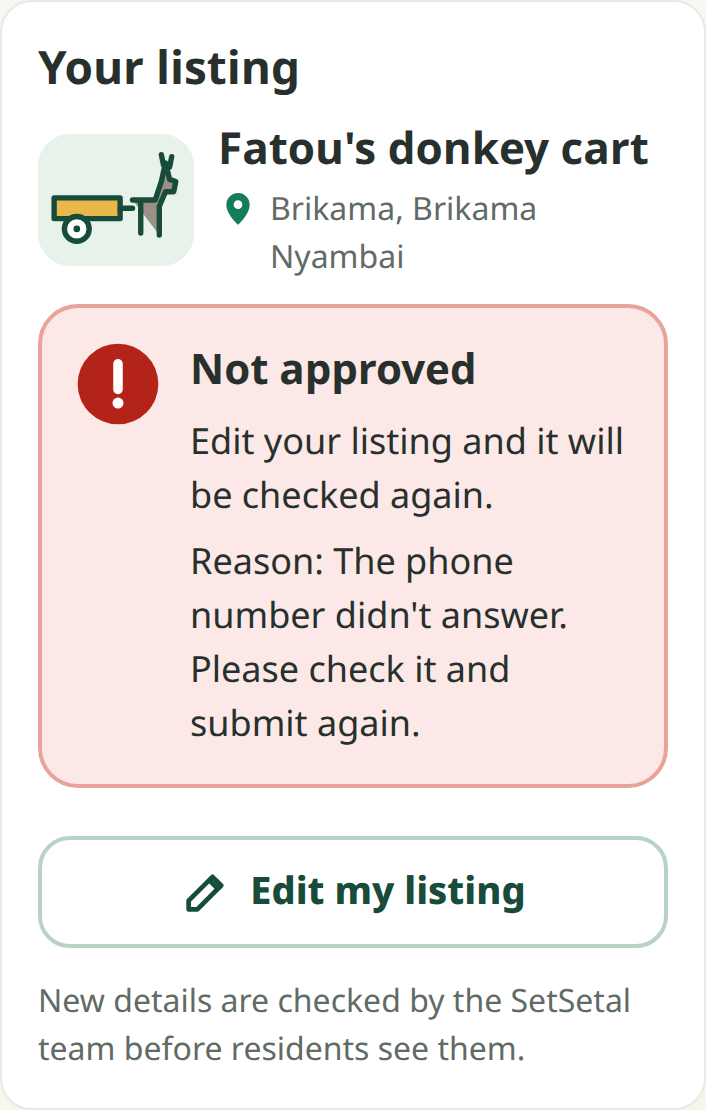 Your listing
Fatou's donkey cart
Brikama, Brikama
Nyambai
Not approved
Edit your listing and it will
be checked again.
Reason: The phone
number didn't answer.
Please check it and
submit again.
Edit my listing
New details are checked by the SetSetal
team before residents see them.